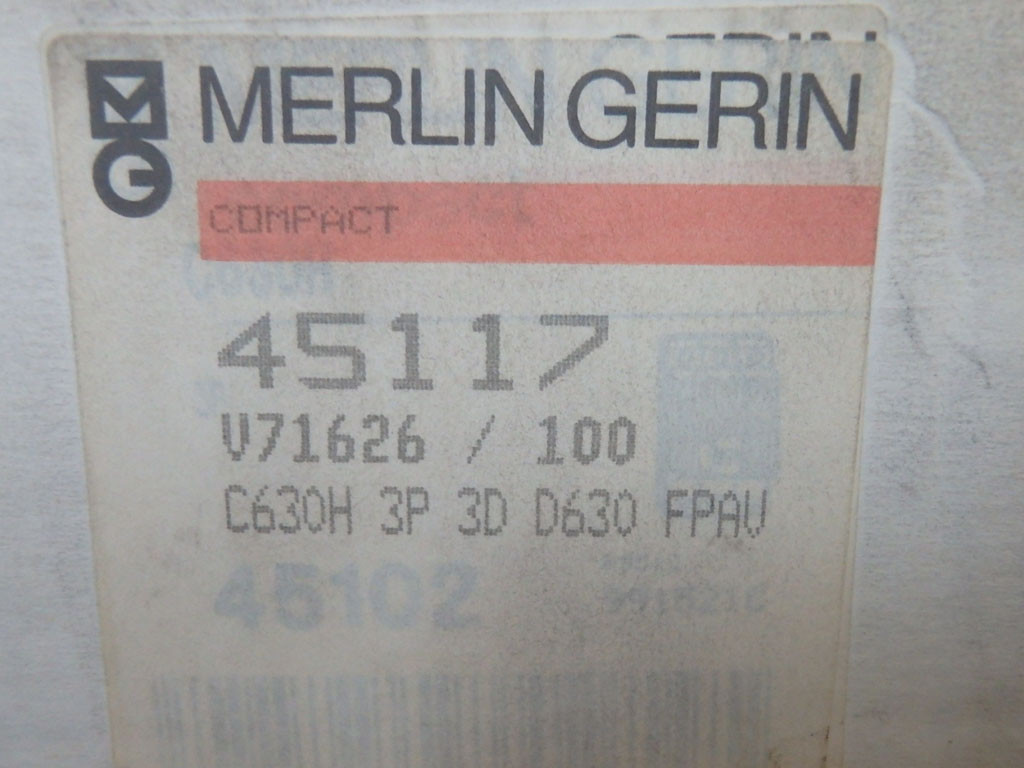 MERLIN GERIN
COMPACT
45117
V71626 / 100
C630H 3P 3D D630 FPAV
45102